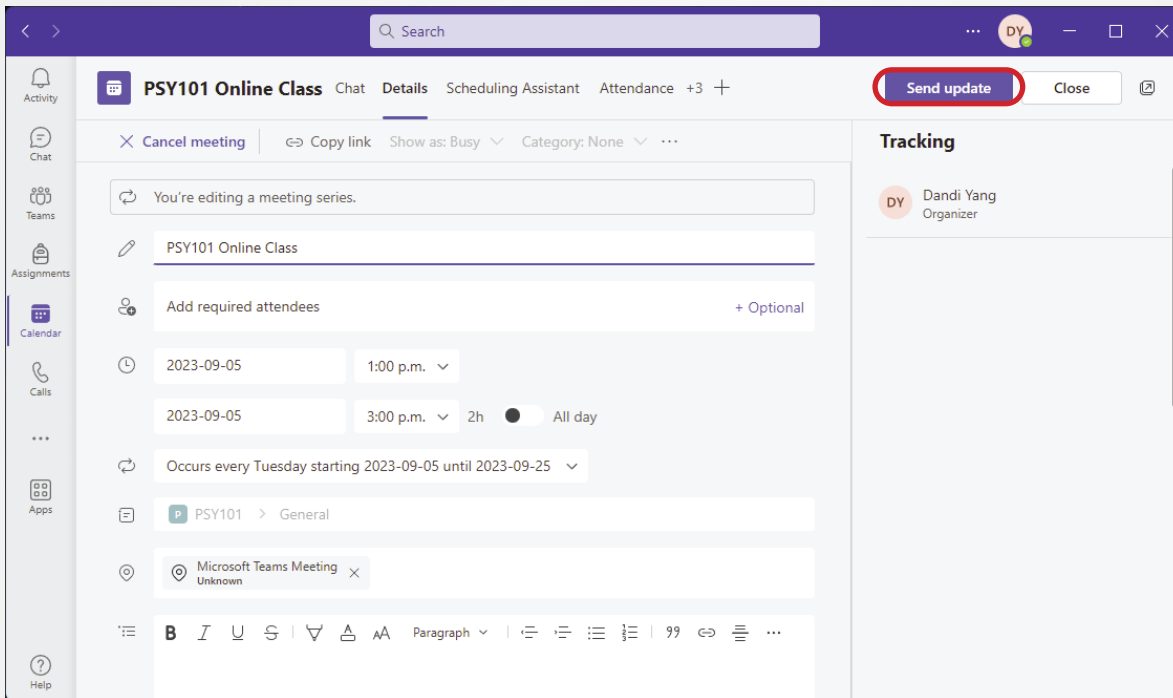 Search
DY
Activity
Chat
Teams
Assignments
Calendar
Calls
Apps
Help
PSY101 Online Class Chat Details Scheduling Assistant Attendance +3
Send update Close
Cancel meeting Copy link Show as: Busy Category: None
You're editing a meeting series.
PSY101 Online Class
Add required attendees + Optional
2023-09-05 1:00 p.m.
2023-09-05 3:00 p.m. 2h All day
Occurs every Tuesday starting 2023-09-05 until 2023-09-25
P PSY101 > General
Microsoft Teams Meeting
Unknown
B I U S A AA Paragraph
Tracking
DY Dandi Yang
Organizer